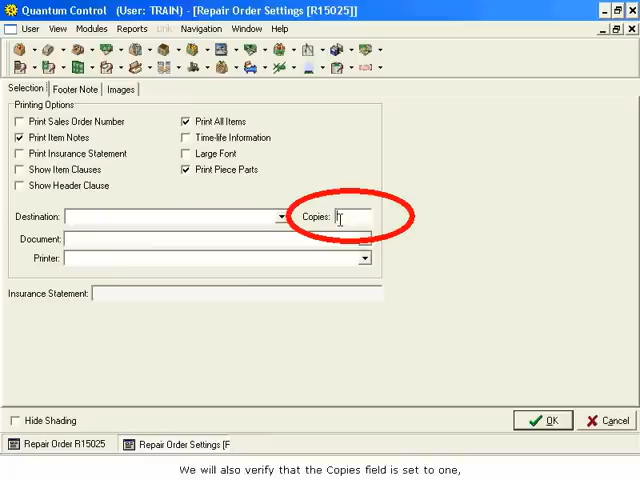 Quantum Control (User: TRAIN) - [Repair Order Settings [R15025]]
User View Modules Reports Link Navigation Window Help
Selection Footer Note Images
Printing Options
Print Sales Order Number Print All Items
Print Item Notes Time-life Information
Print Insurance Statement Large Font
Show Item Clauses Print Piece Parts
Show Header Clause
Destination: Copies:
Document:
Printer:
Insurance Statement:
Hide Shading OK Cancel
Repair Order R15025 Repair Order Settings [F
We will also verify that the Copies field is set to one,